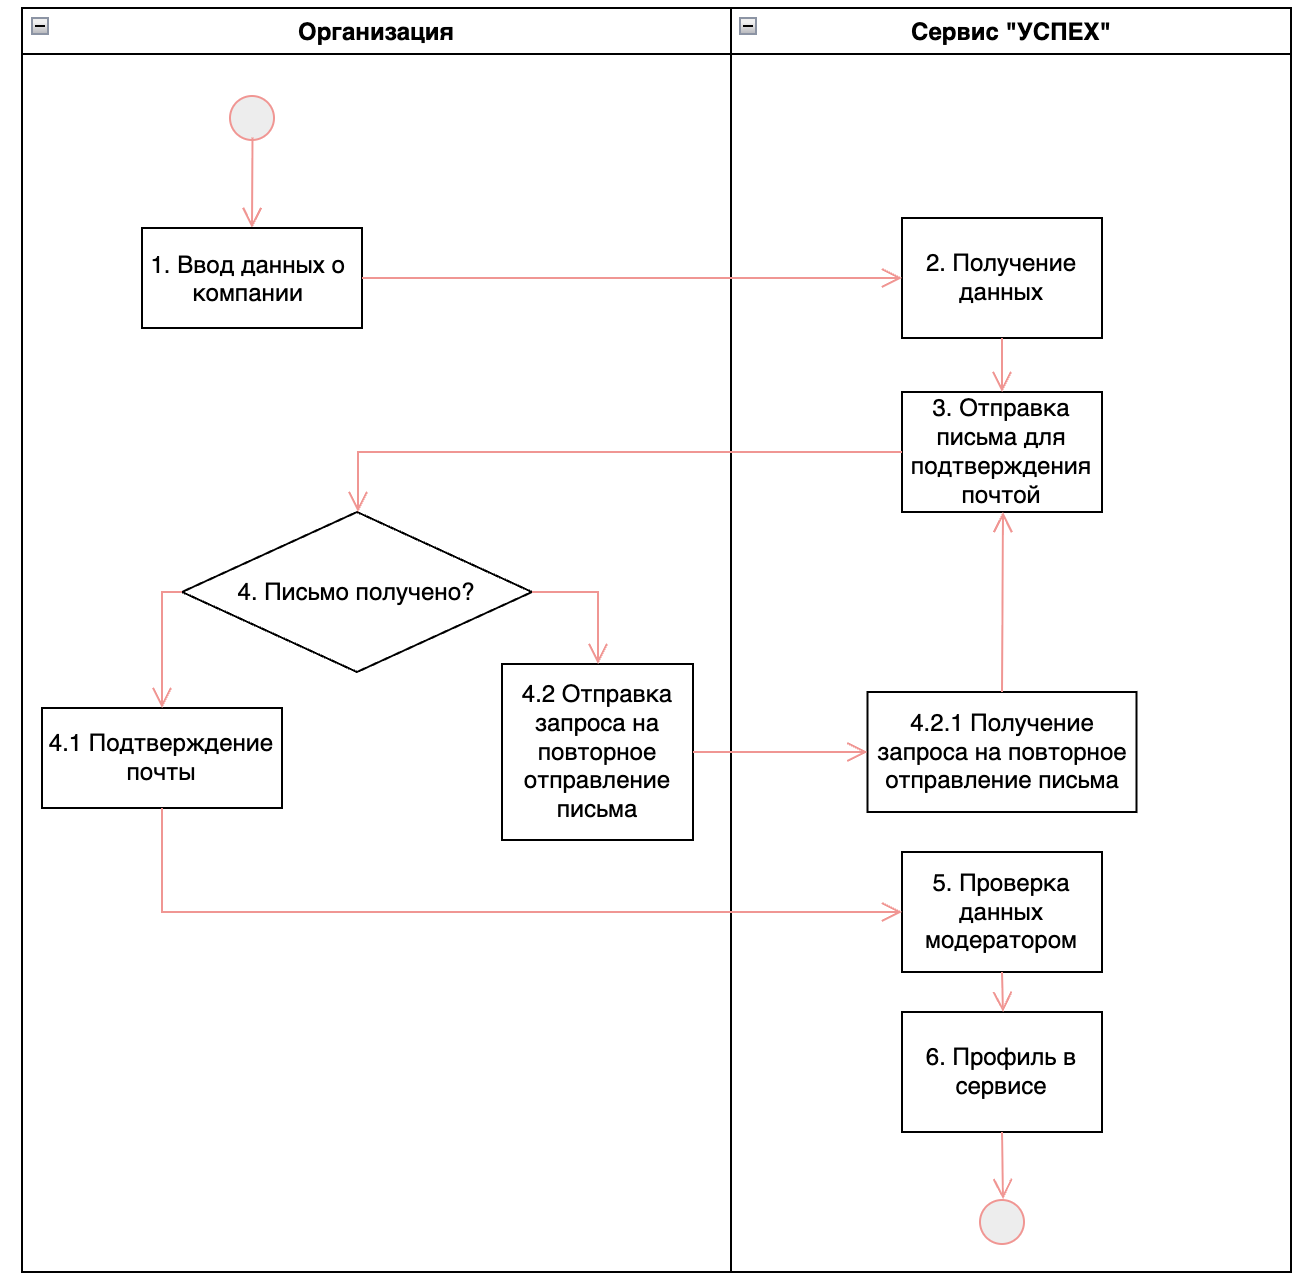 Организация
Сервис "УСПЕХ"
1. Ввод данных о
компании
2. Получение
данных
3. Отправка
письма для
подтверждения
почтой
4. Письмо получено?
4.1 Подтверждение
почты
4.2 Отправка
запроса на
повторное
отправление
письма
4.2.1 Получение
запроса на повторное
отправление письма
5. Проверка
данных
модератором
6. Профиль в
сервисе